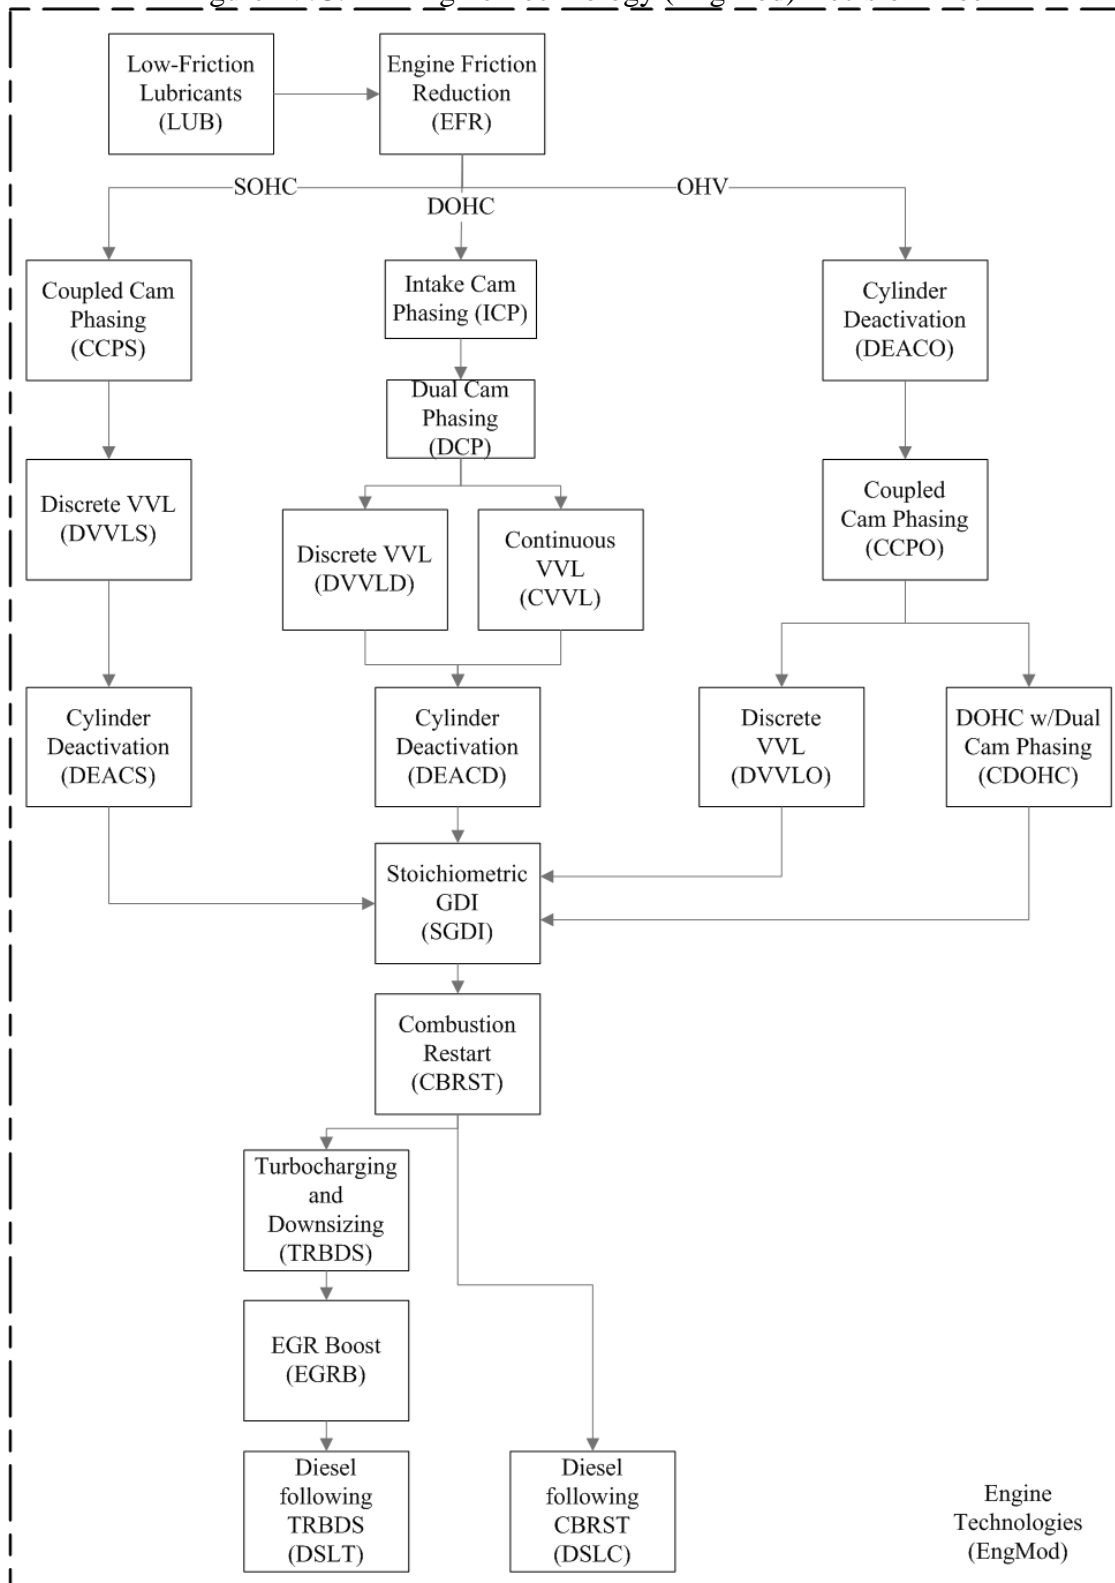 Low-Friction
Lubricants
(LUB)
Engine Friction
Reduction
(EFR)
SOHC
DOHC
OHV
Coupled Cam
Phasing
(CCPS)
Intake Cam
Phasing (ICP)
Cylinder
Deactivation
(DEACO)
Dual Cam
Phasing
(DCP)
Discrete VVL
(DVVLS)
Coupled
Cam Phasing
(CCPO)
Discrete VVL
(DVVLD)
Continuous
VVL
(CVVL)
Cylinder
Deactivation
(DEACS)
Cylinder
Deactivation
(DEACD)
Discrete
VVL
(DVVLO)
DOHC w/Dual
Cam Phasing
(CDOHC)
Stoichiometric
GDI
(SGDI)
Combustion
Restart
(CBRST)
Turbocharging
and
Downsizing
(TRBDS)
EGR Boost
(EGRB)
Diesel
following
TRBDS
(DSLT)
Diesel
following
CBRST
(DSLC)
Engine
Technologies
(EngMod)